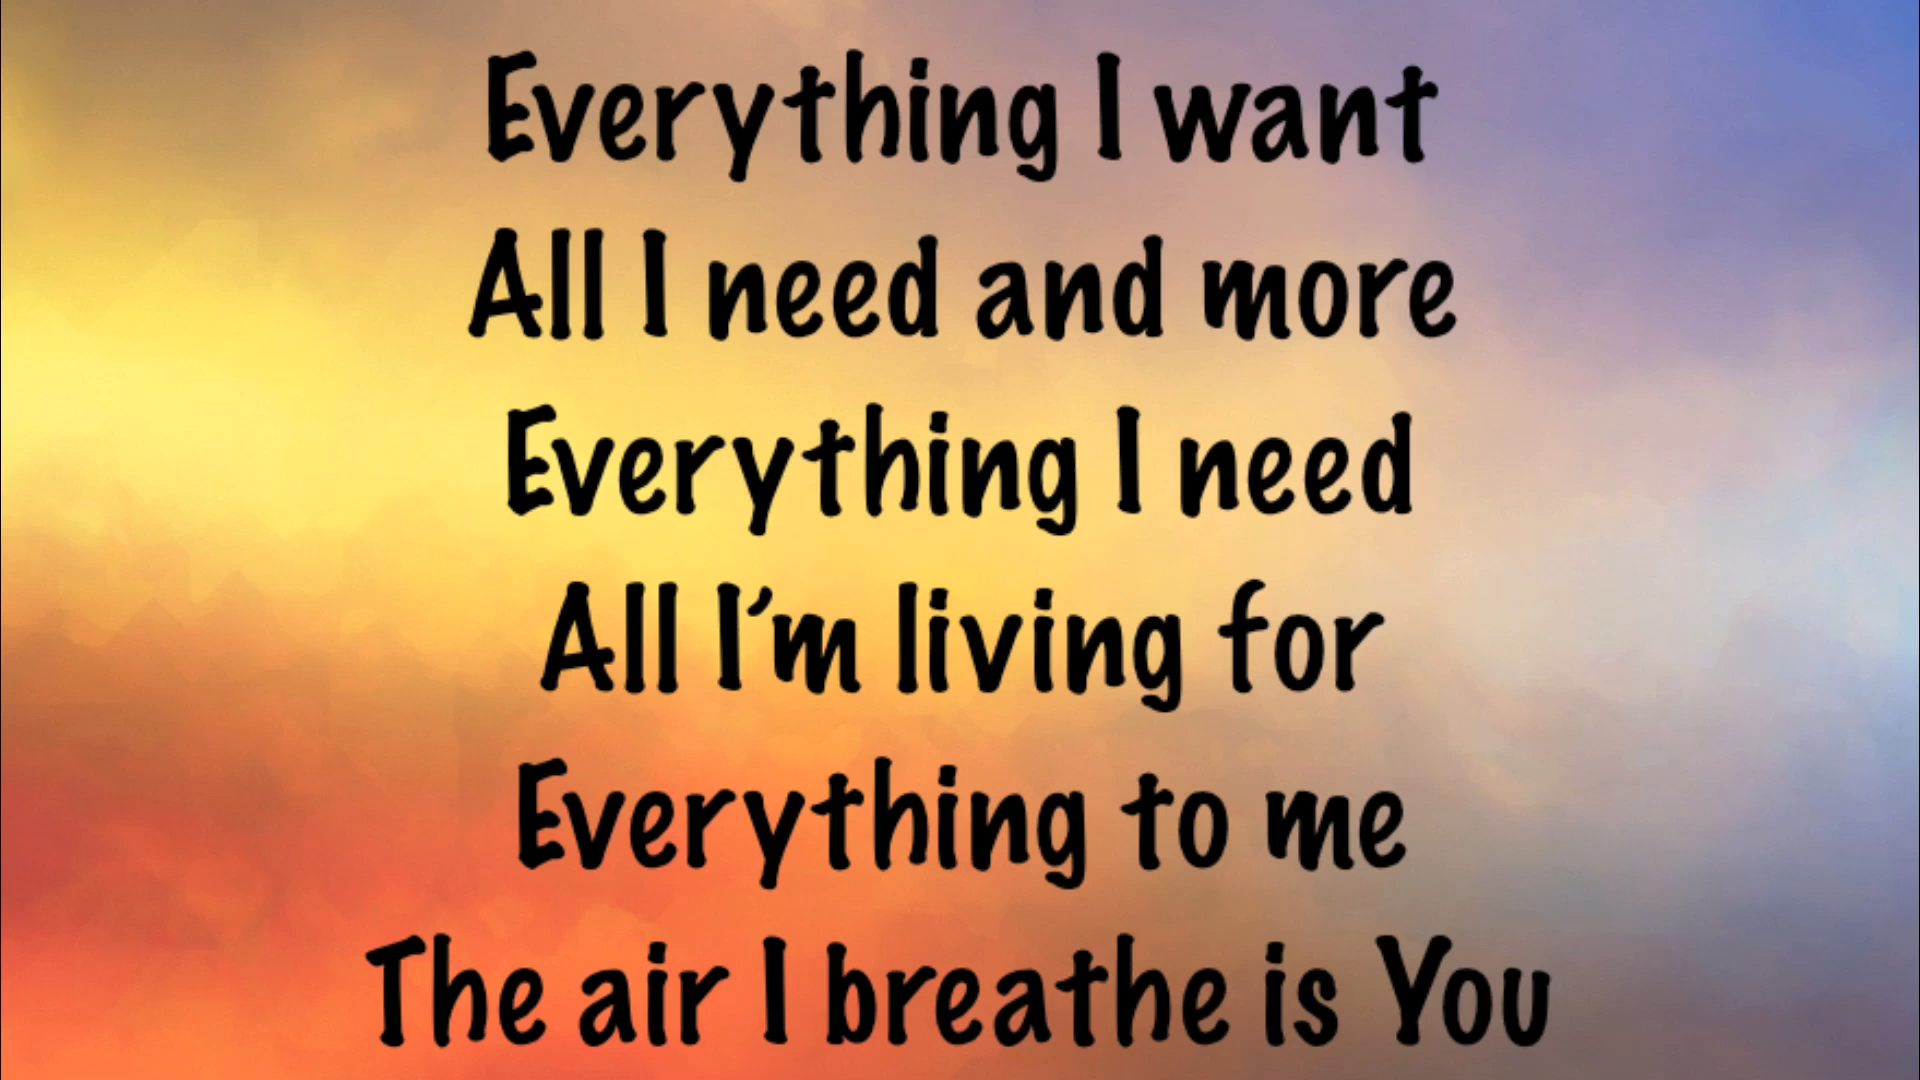 Everything I want
All I need and more
Everything I need
All I’m living for
Everything to me
The air I breathe is You